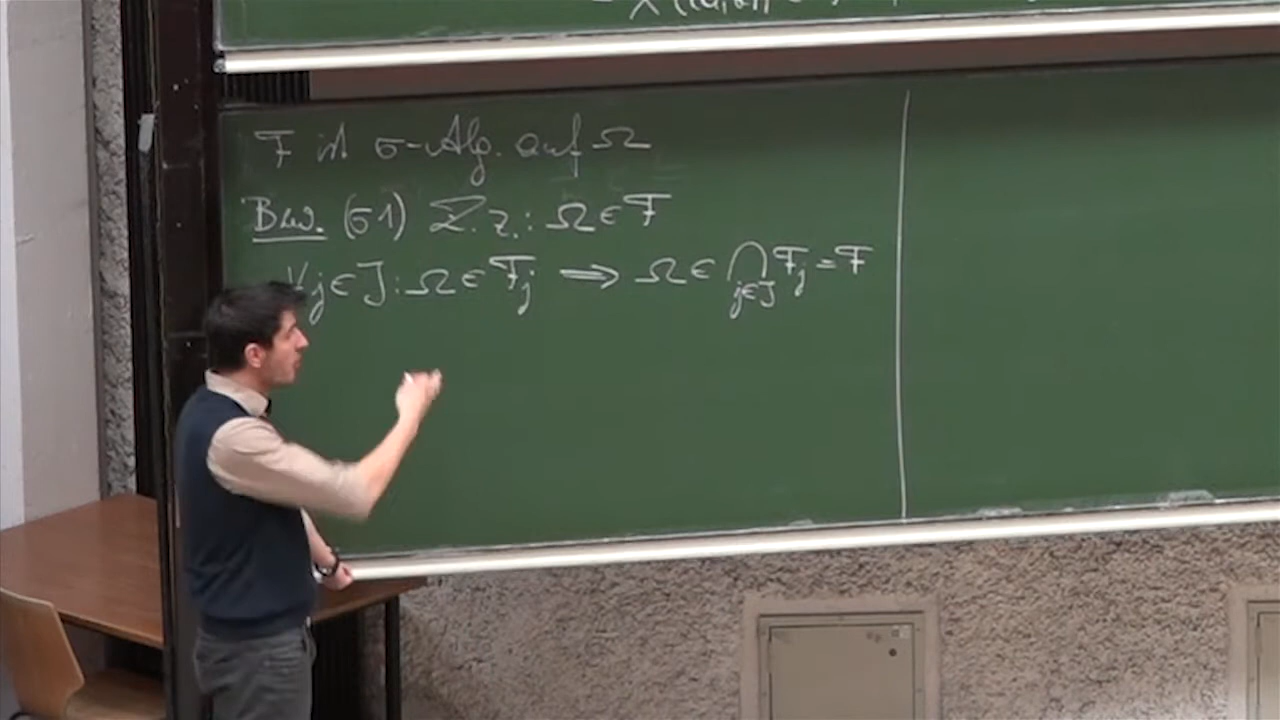 F ist σ-Alg. auf Ω
Bew. (σ1) Z.z.: Ω ∈ F
∀j∈J: Ω ∈ F_j ⟹ Ω ∈ ⋂_{j∈J} F_j = F